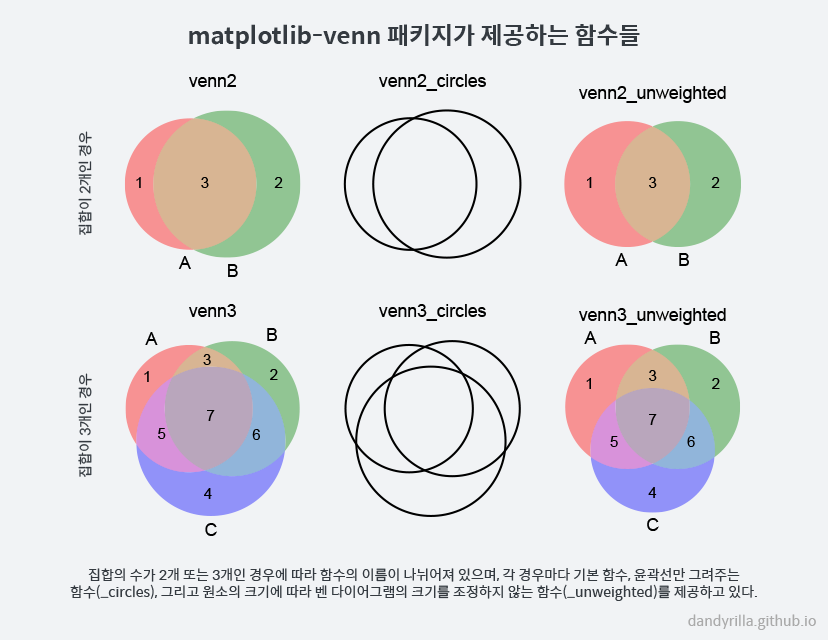 matplotlib-venn 패키지가 제공하는 함수들
venn2
venn2_circles
venn2_unweighted
집합이 2개인 경우
1
3
2
A
B
1
3
2
A
B
venn3
venn3_circles
venn3_unweighted
집합이 3개인 경우
A
B
1
3
2
5
7
6
4
C
A
B
1
3
2
5
7
6
4
C
집합의 수가 2개 또는 3개인 경우에 따라 함수의 이름이 나뉘어져 있으며, 각 경우마다 기본 함수, 윤곽선만 그려주는
함수(_circles), 그리고 원소의 크기에 따라 벤 다이어그램의 크기를 조정하지 않는 함수(_unweighted)를 제공하고 있다.
dandyrilla.github.io